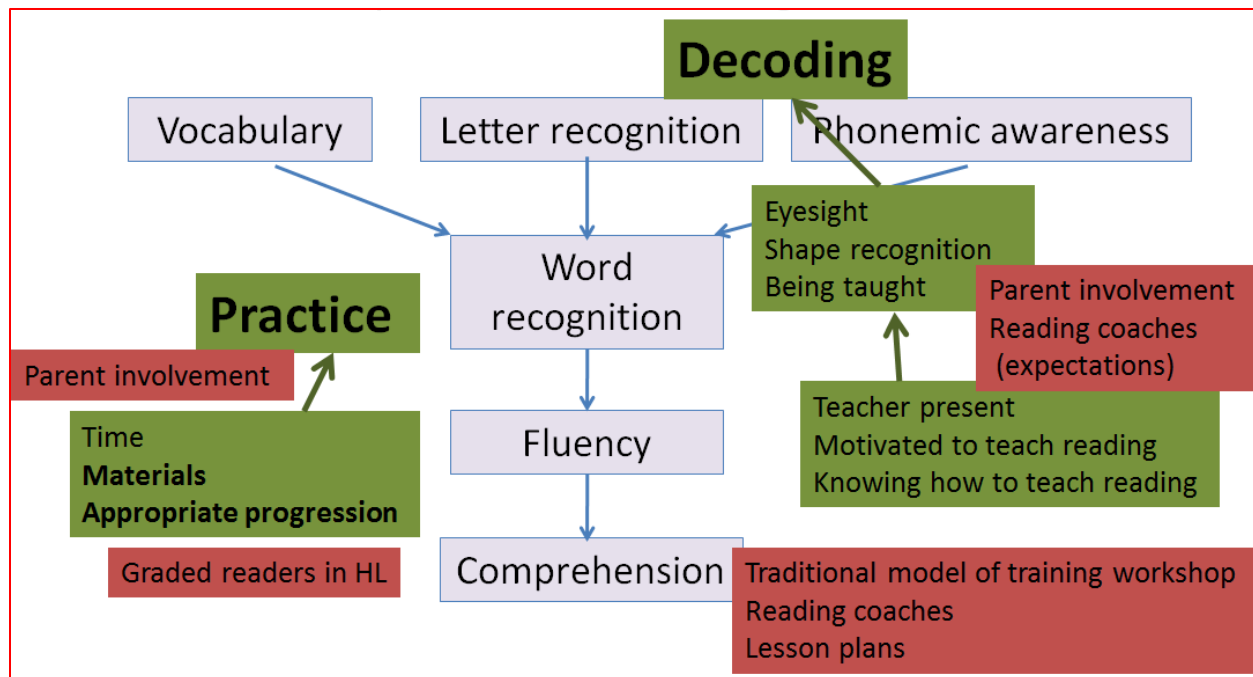 Decoding
Vocabulary
Letter recognition
Phonemic awareness
Eyesight
Shape recognition
Being taught
Word
recognition
Practice
Parent involvement
Reading coaches
(expectations)
Parent involvement
Time
Materials
Appropriate progression
Fluency
Teacher present
Motivated to teach reading
Knowing how to teach reading
Graded readers in HL
Comprehension
Traditional model of training workshop
Reading coaches
Lesson plans